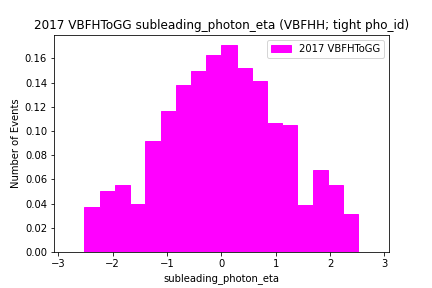 2017 VBFHToGG subleading_photon_eta (VBFHH; tight pho_id)
2017 VBFHToGG
Number of Events
0.16
0.14
0.12
0.10
0.08
0.06
0.04
0.02
0.00
−3 −2 −1 0 1 2 3
subleading_photon_eta